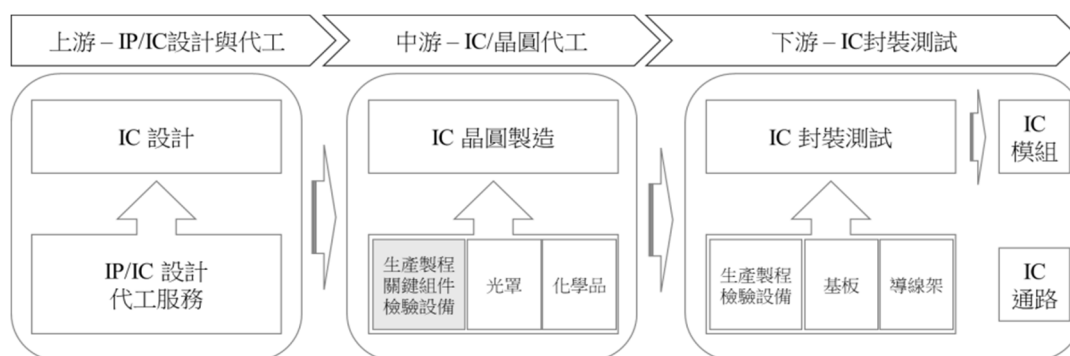 上游 – IP/IC設計與代工
中游 – IC/晶圓代工
下游 – IC封裝測試
IC 設計
IP/IC 設計
代工服務
IC 晶圓製造
生產製程
關鍵組件
檢驗設備
光罩
化學品
IC 封裝測試
生產製程
檢驗設備
基板
導線架
IC
模組
IC
通路